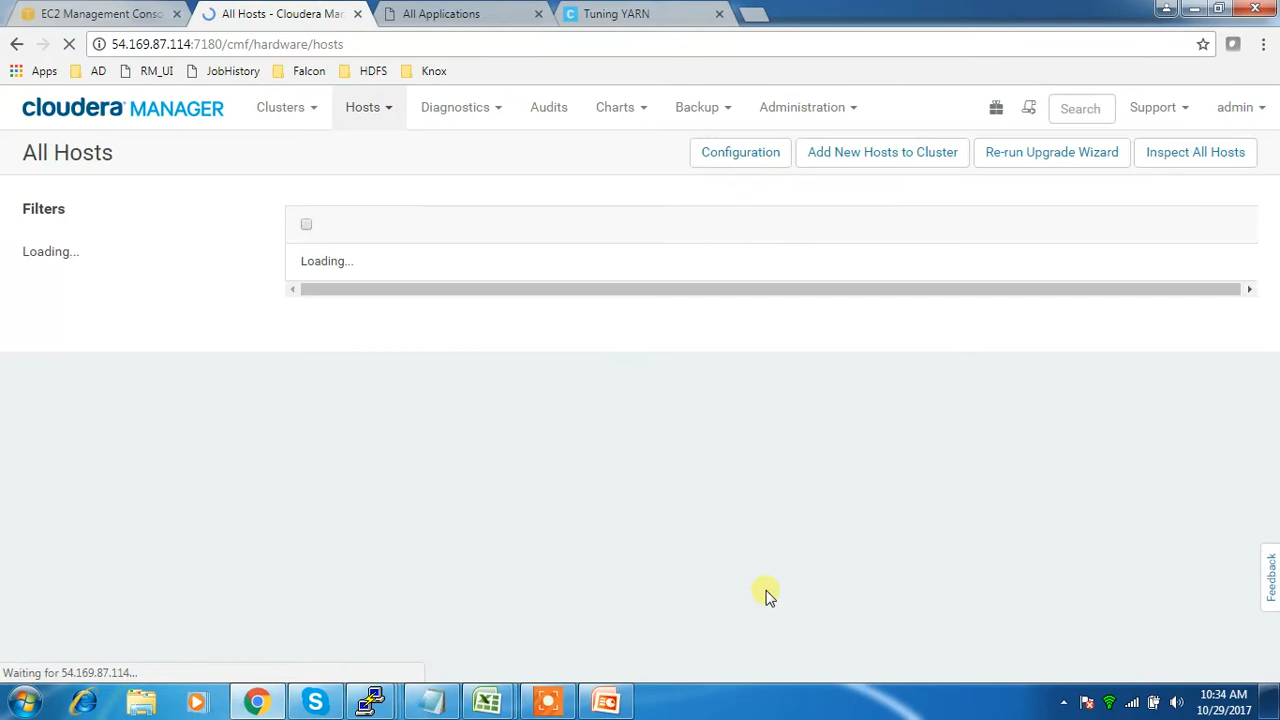 EC2 Management Conso
All Hosts - Cloudera Man
All Applications
Tuning YARN
54.169.87.114:7180/cmf/hardware/hosts
Apps
AD
RM_UI
JobHistory
Falcon
HDFS
Knox
cloudera MANAGER
Clusters
Hosts
Diagnostics
Audits
Charts
Backup
Administration
Search
Support
admin
All Hosts
Configuration
Add New Hosts to Cluster
Re-run Upgrade Wizard
Inspect All Hosts
Filters
Loading...
Loading...
Feedback
Waiting for 54.169.87.114...
10:34 AM
10/29/2017